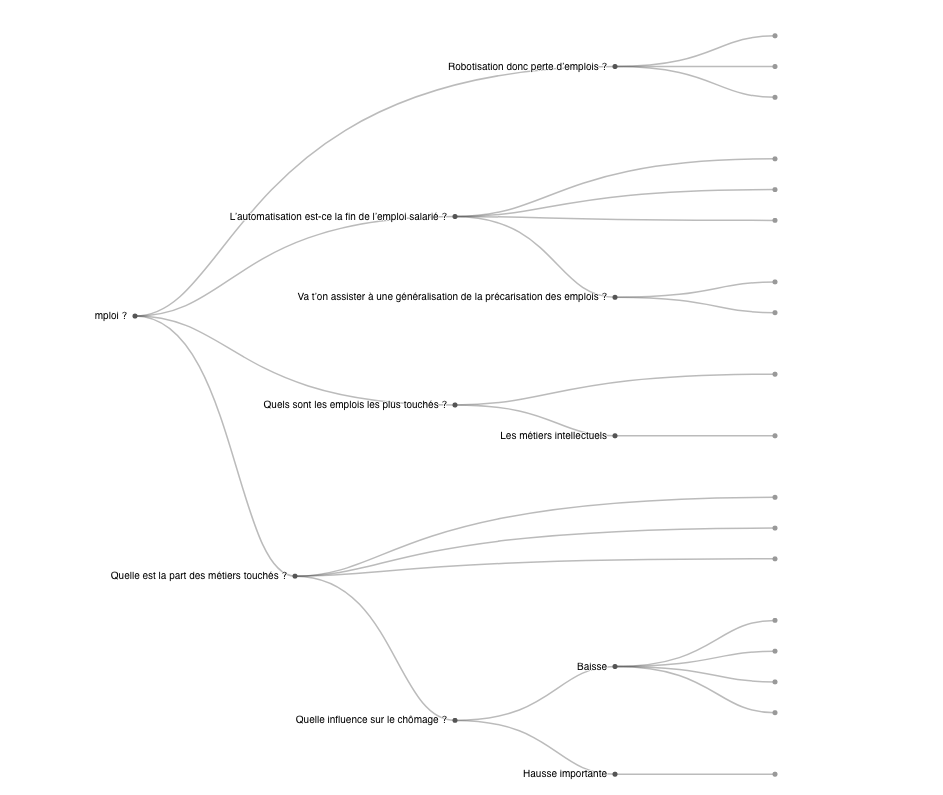 Robotisation donc perte d'emplois ?
L'automatisation est-ce la fin de l'emploi salarié ?
Va t'on assister à une généralisation de la précarisation des emplois ?
mploi ?
Quels sont les emplois les plus touchés ?
Les métiers intellectuels
Quelle est la part des métiers touchés ?
Baisse
Quelle influence sur le chômage ?
Hausse importante